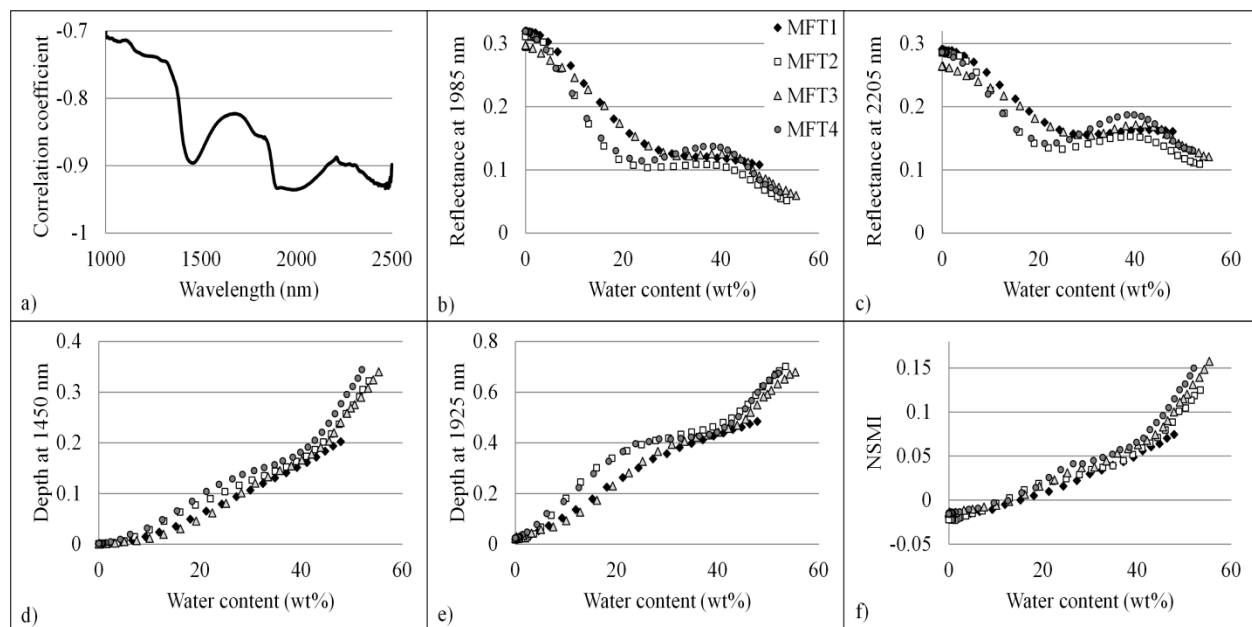 -0.7
-0.8
-0.9
-1
1000 1500 2000 2500
Correlation coefficient
Wavelength (nm)
a)
0.3
0.2
0.1
0
0 20 40 60
Reflectance at 1985 nm
Water content (wt%)
MFT1
MFT2
MFT3
MFT4
b)
0.3
0.2
0.1
0
0 20 40 60
Reflectance at 2205 nm
Water content (wt%)
c)
0.4
0.3
0.2
0.1
0
0 20 40 60
Depth at 1450 nm
Water content (wt%)
d)
0.8
0.6
0.4
0.2
0
0 20 40 60
Depth at 1925 nm
Water content (wt%)
e)
0.15
0.1
0.05
0
-0.05
0 20 40 60
NSMI
Water content (wt%)
f)